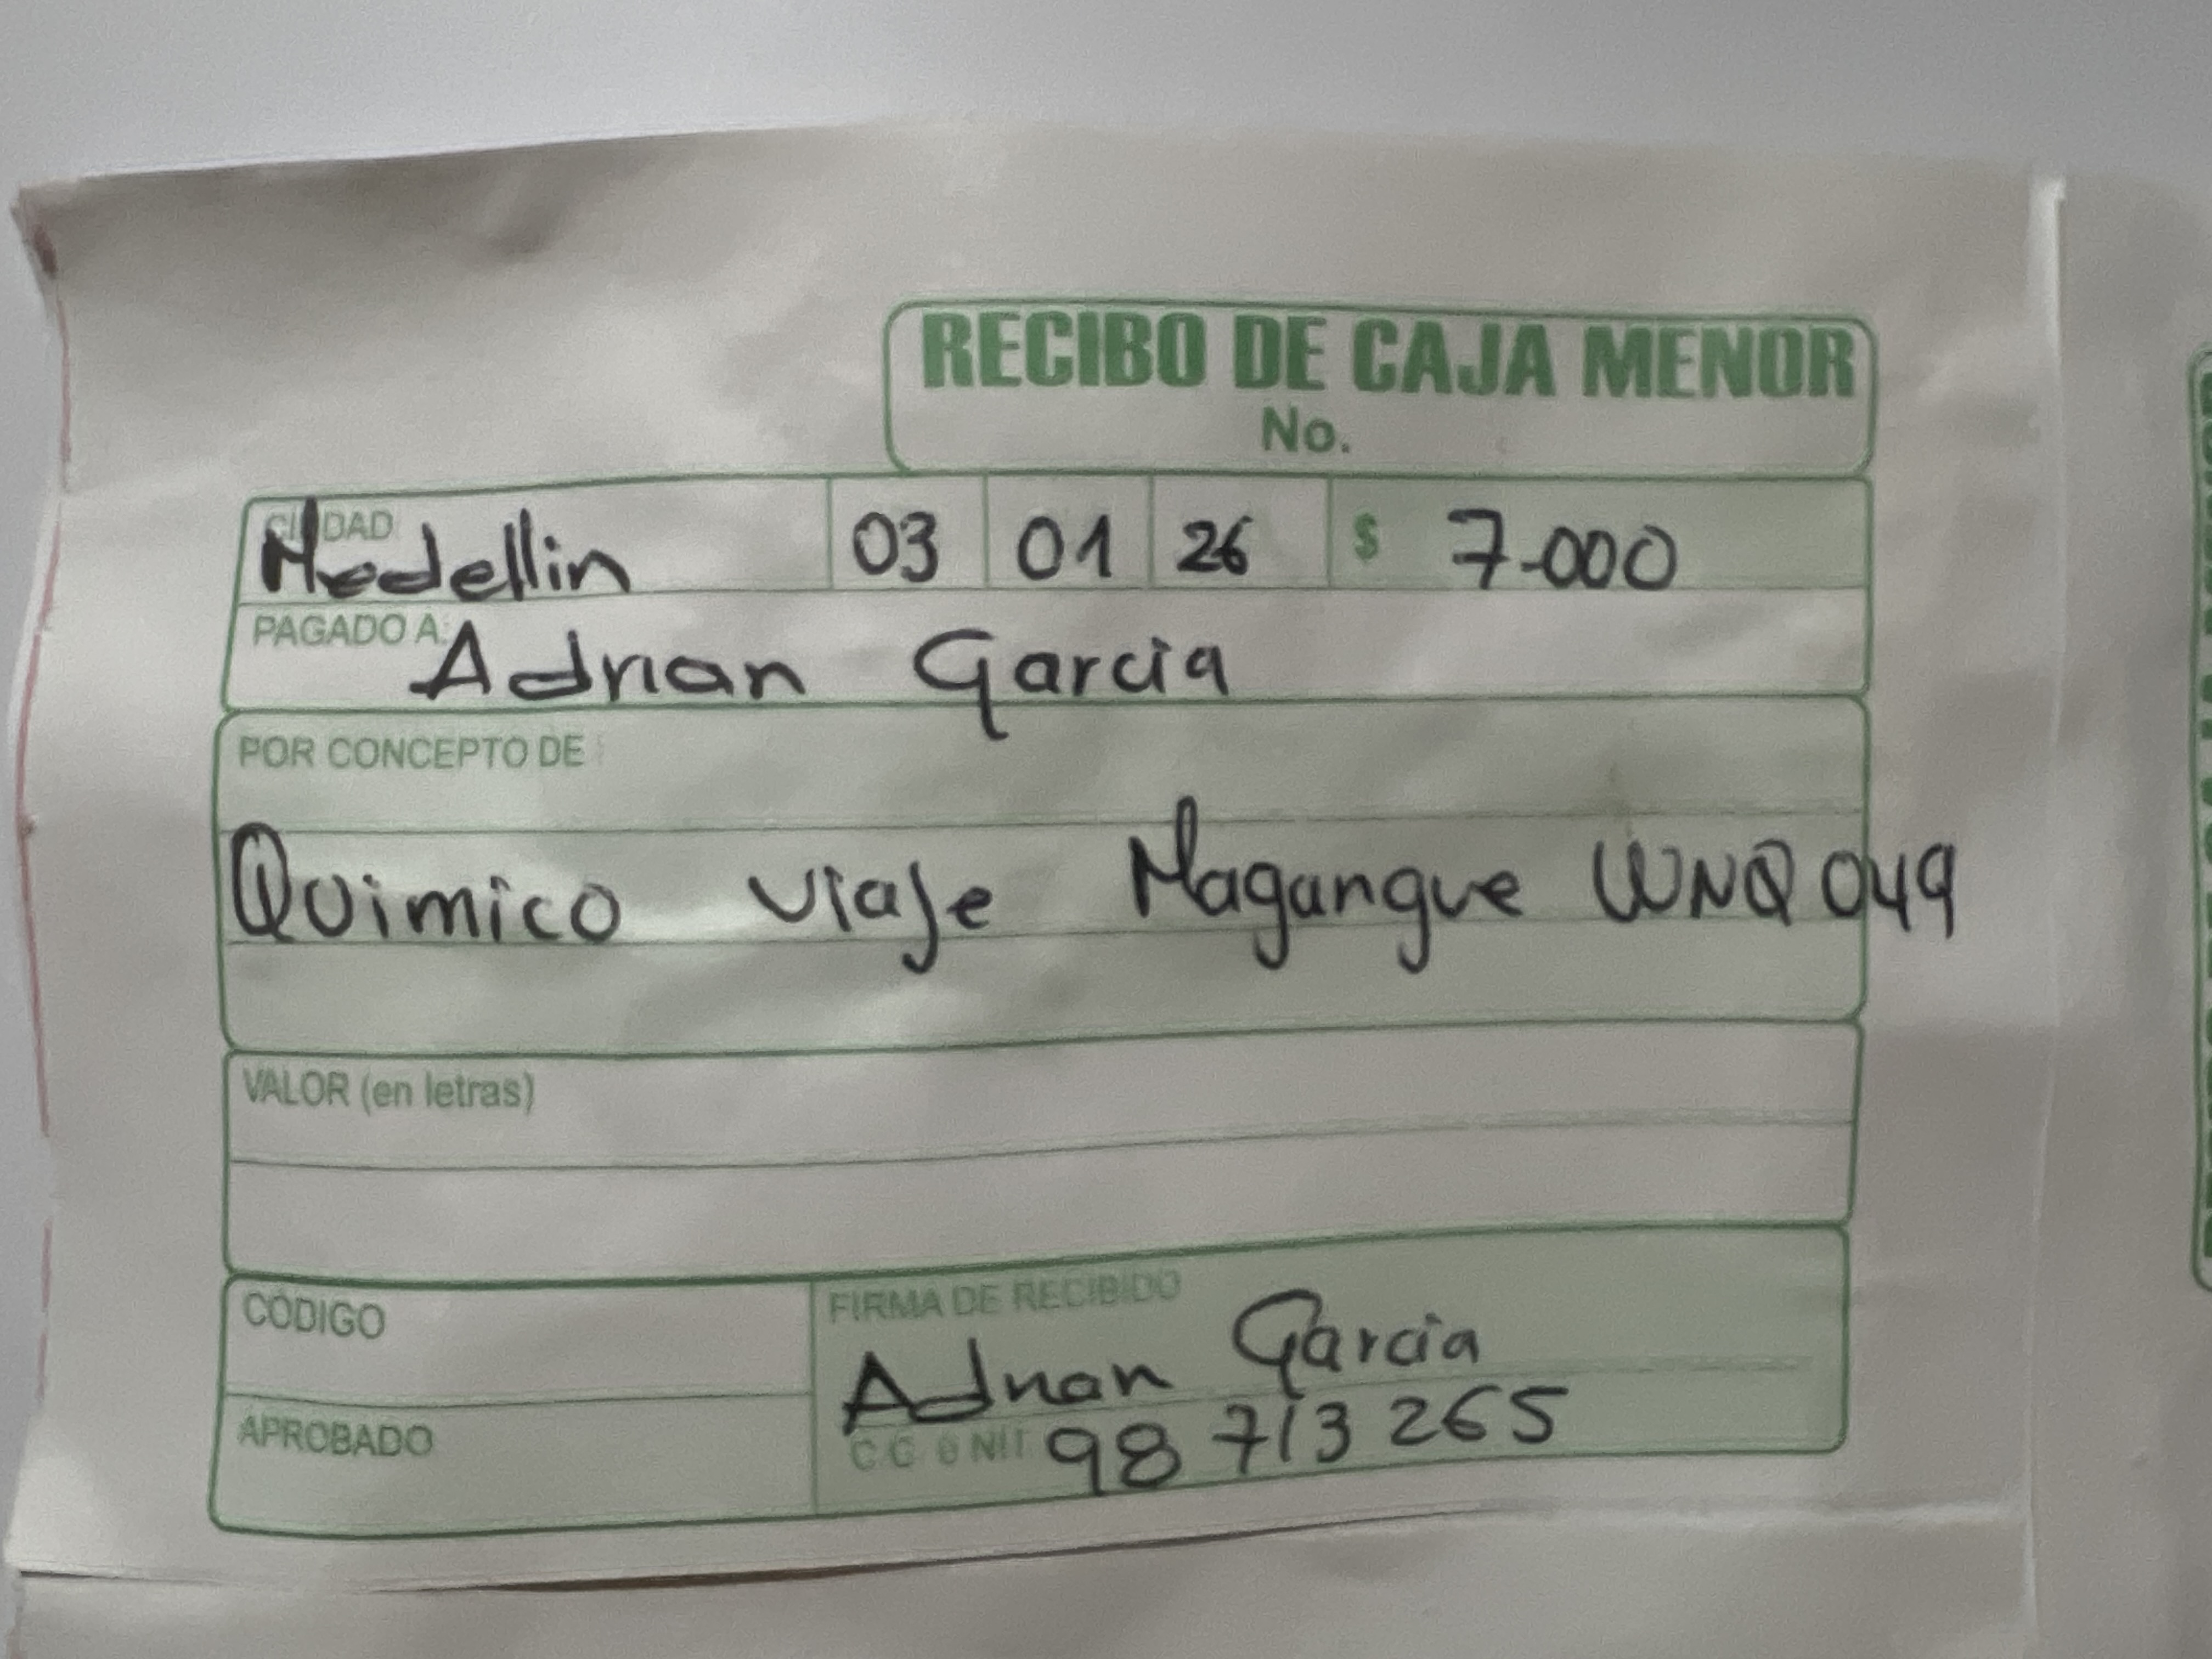 RECIBO DE CAJA MENOR
No.
CIUDAD Medellin 03 01 26 $ 7.000
PAGADO A: Adrian Garcia
POR CONCEPTO DE
Quimico viaje Magangue WNQ 049
VALOR (en letras)
CÓDIGO
FIRMA DE RECIBIDO
Adrian Garcia
APROBADO
C.C. o NIT 98 713 265